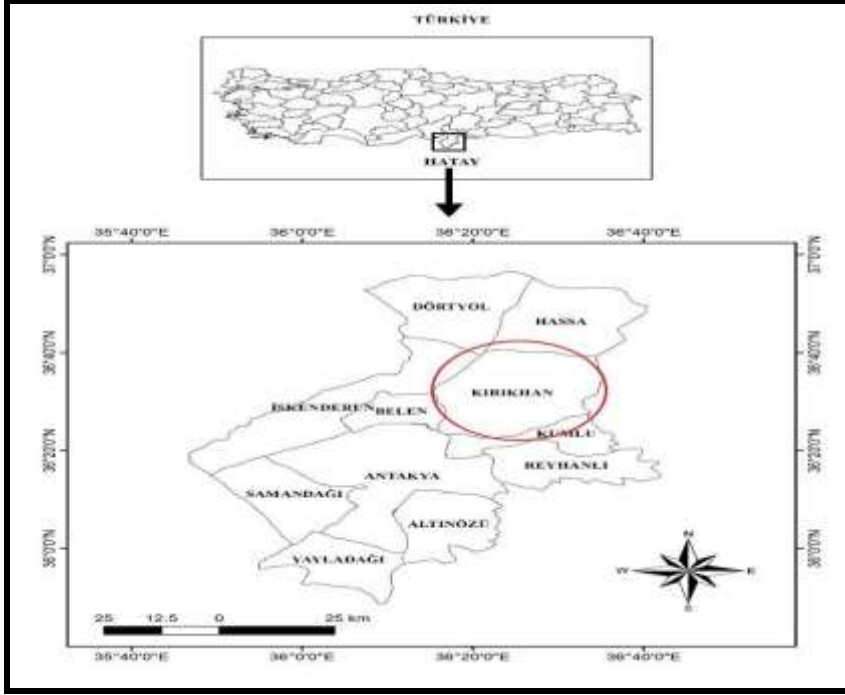 TÜRKİYE
HATAY
35°40'0"E 36°0'0"E 36°20'0"E 36°40'0"E
37°0'0"N 37°0'0"N
DÖRTYOL
HASSA
36°40'0"N 36°40'0"N
KIRIKHAN
İSKENDERUN BELEN
KUMLU
36°20'0"N 36°20'0"N
REYHANLI
ANTAKYA
SAMANDAĞI
ALTINÖZÜ
36°0'0"N 36°0'0"N
YAYLADAĞI
N
W E
S
25 12.5 0 25 km
35°40'0"E 36°0'0"E 36°20'0"E 36°40'0"E